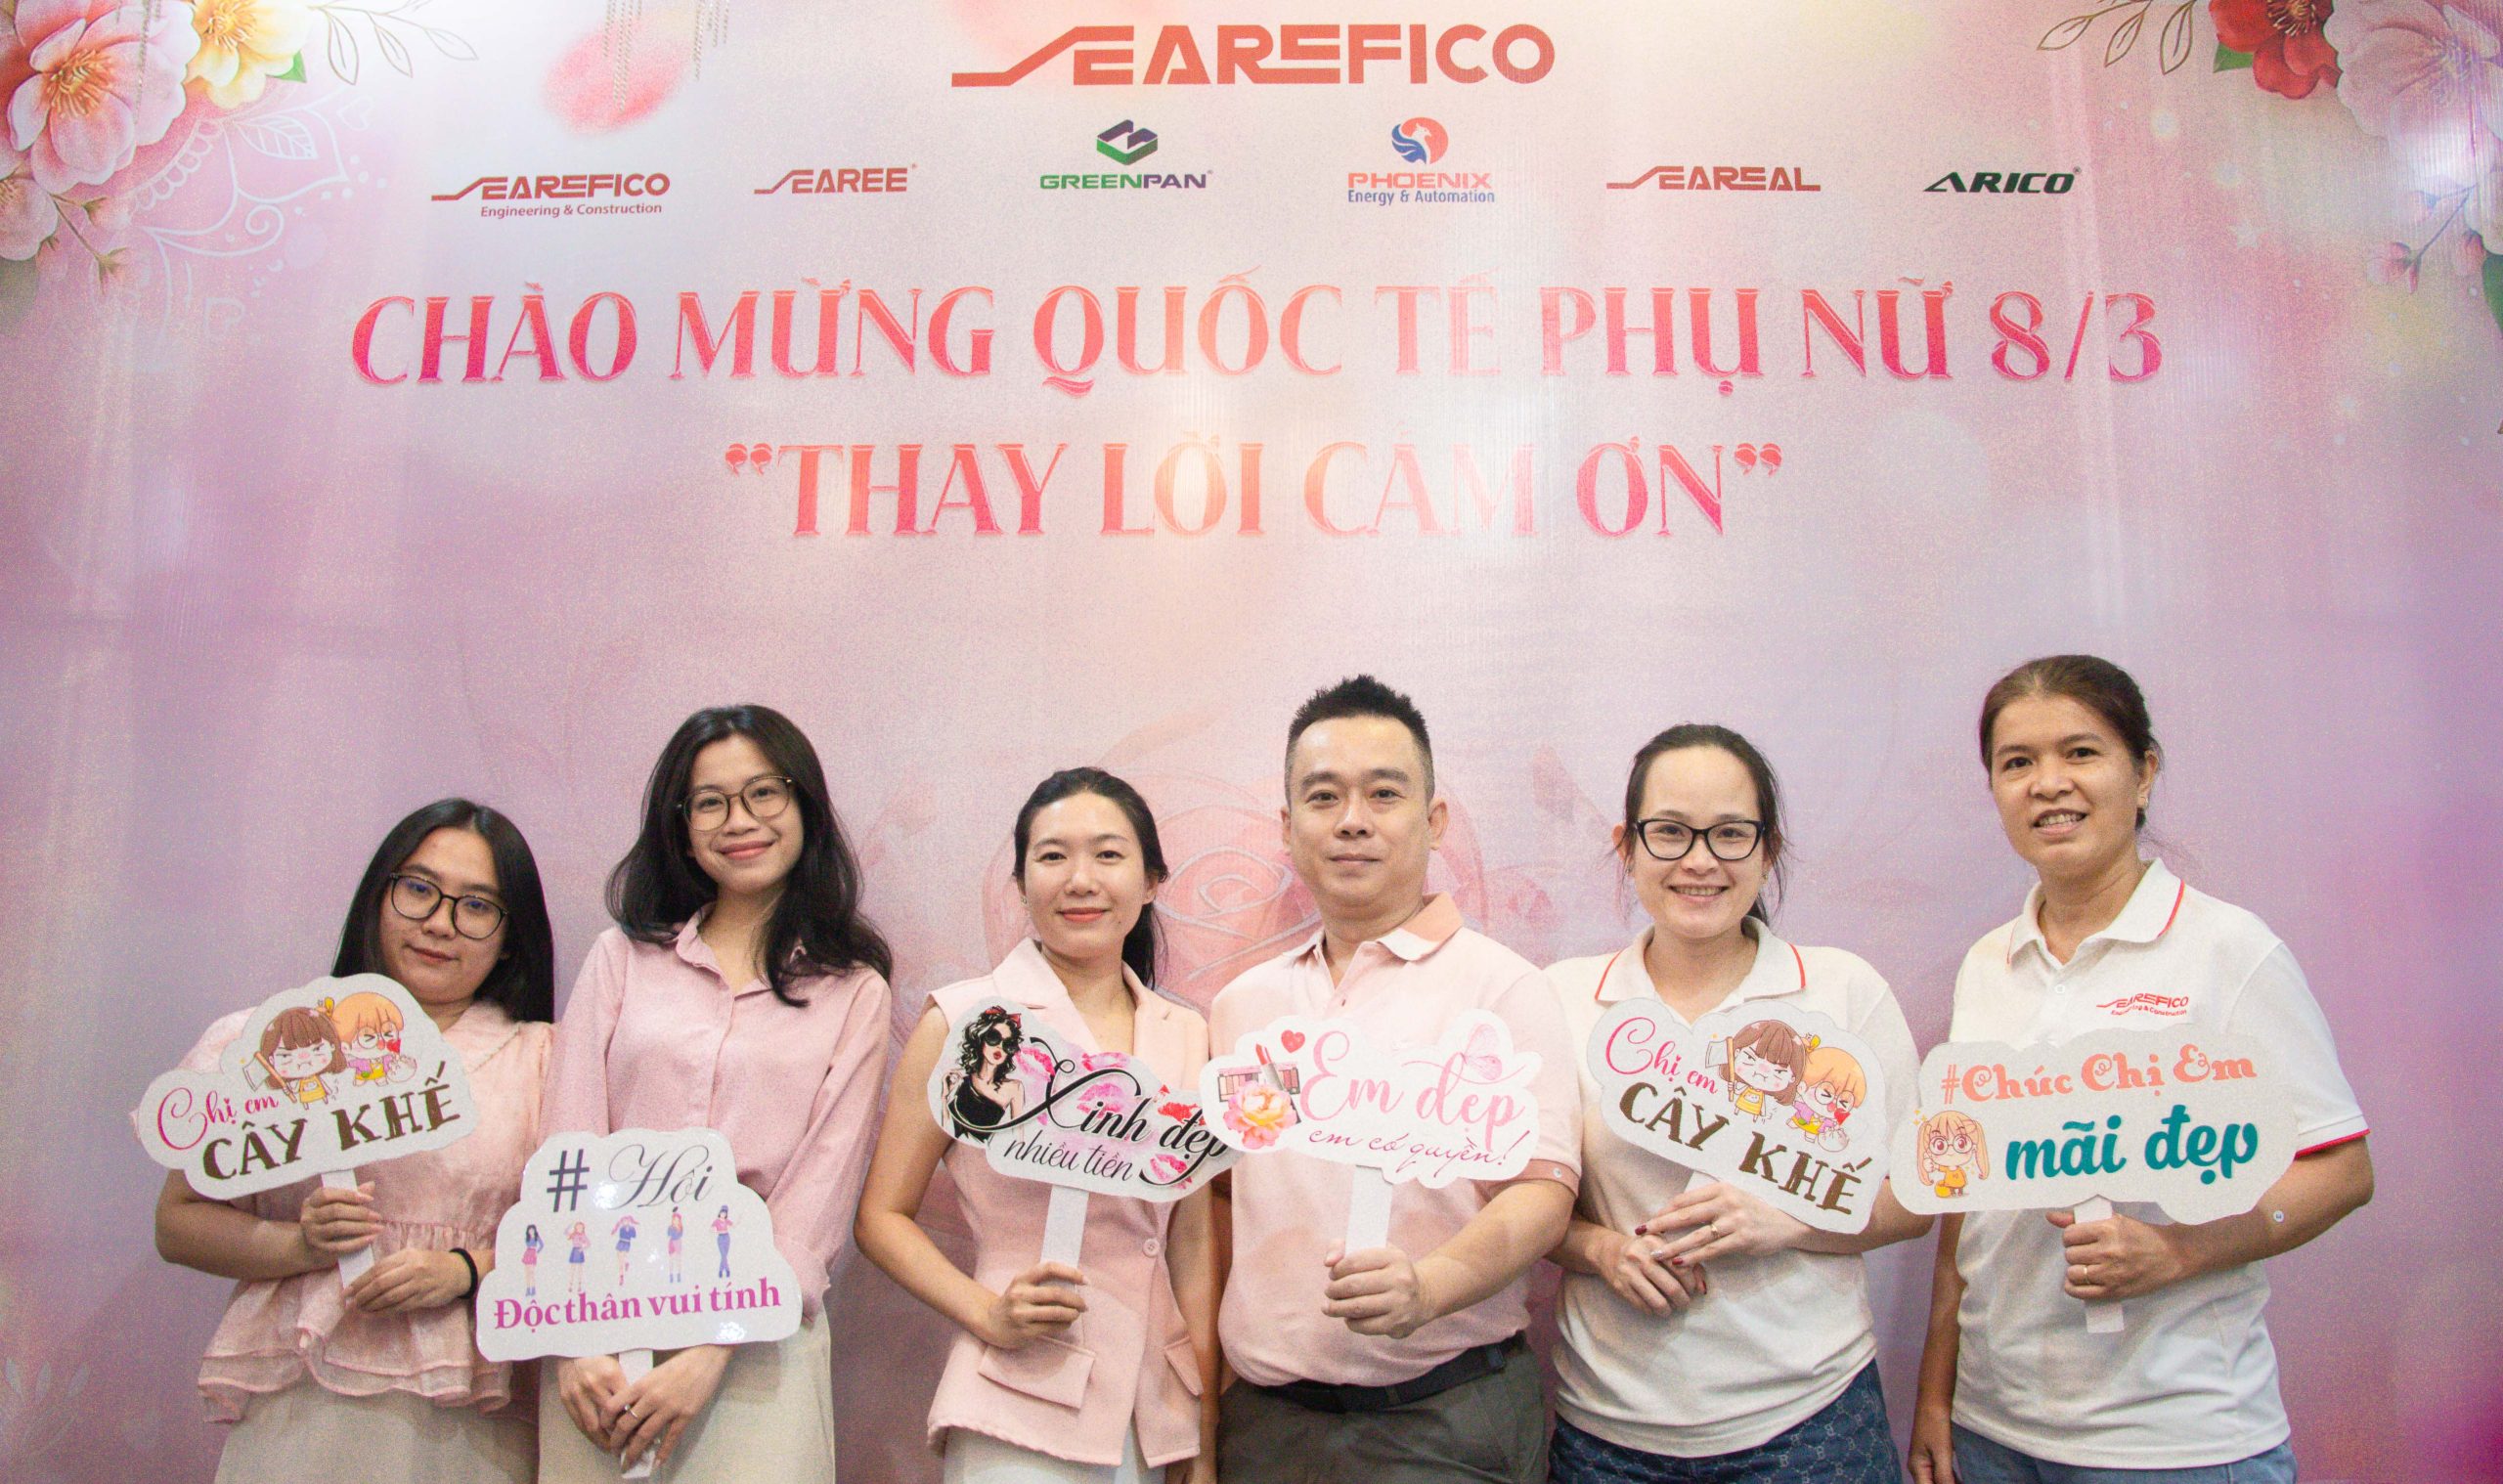 SEAREFICO
SEAREFICO
Engineering & Construction
SEAREE®
GREENPAN®
PHOENIX
Energy & Automation
SEAREAL
ARICO®
CHÀO MỪNG QUỐC TẾ PHỤ NỮ 8/3
“THAY LỜI CẢM ƠN”
Chị em
CÂY KHẾ
# Hội
Độc thân vui tính
Xinh đẹp
nhiều tiền
Em đẹp
em có quyền!
Chị em
CÂY KHẾ
SEAREFICO
Engineering & Construction
#Chúc Chị Em
mãi đẹp